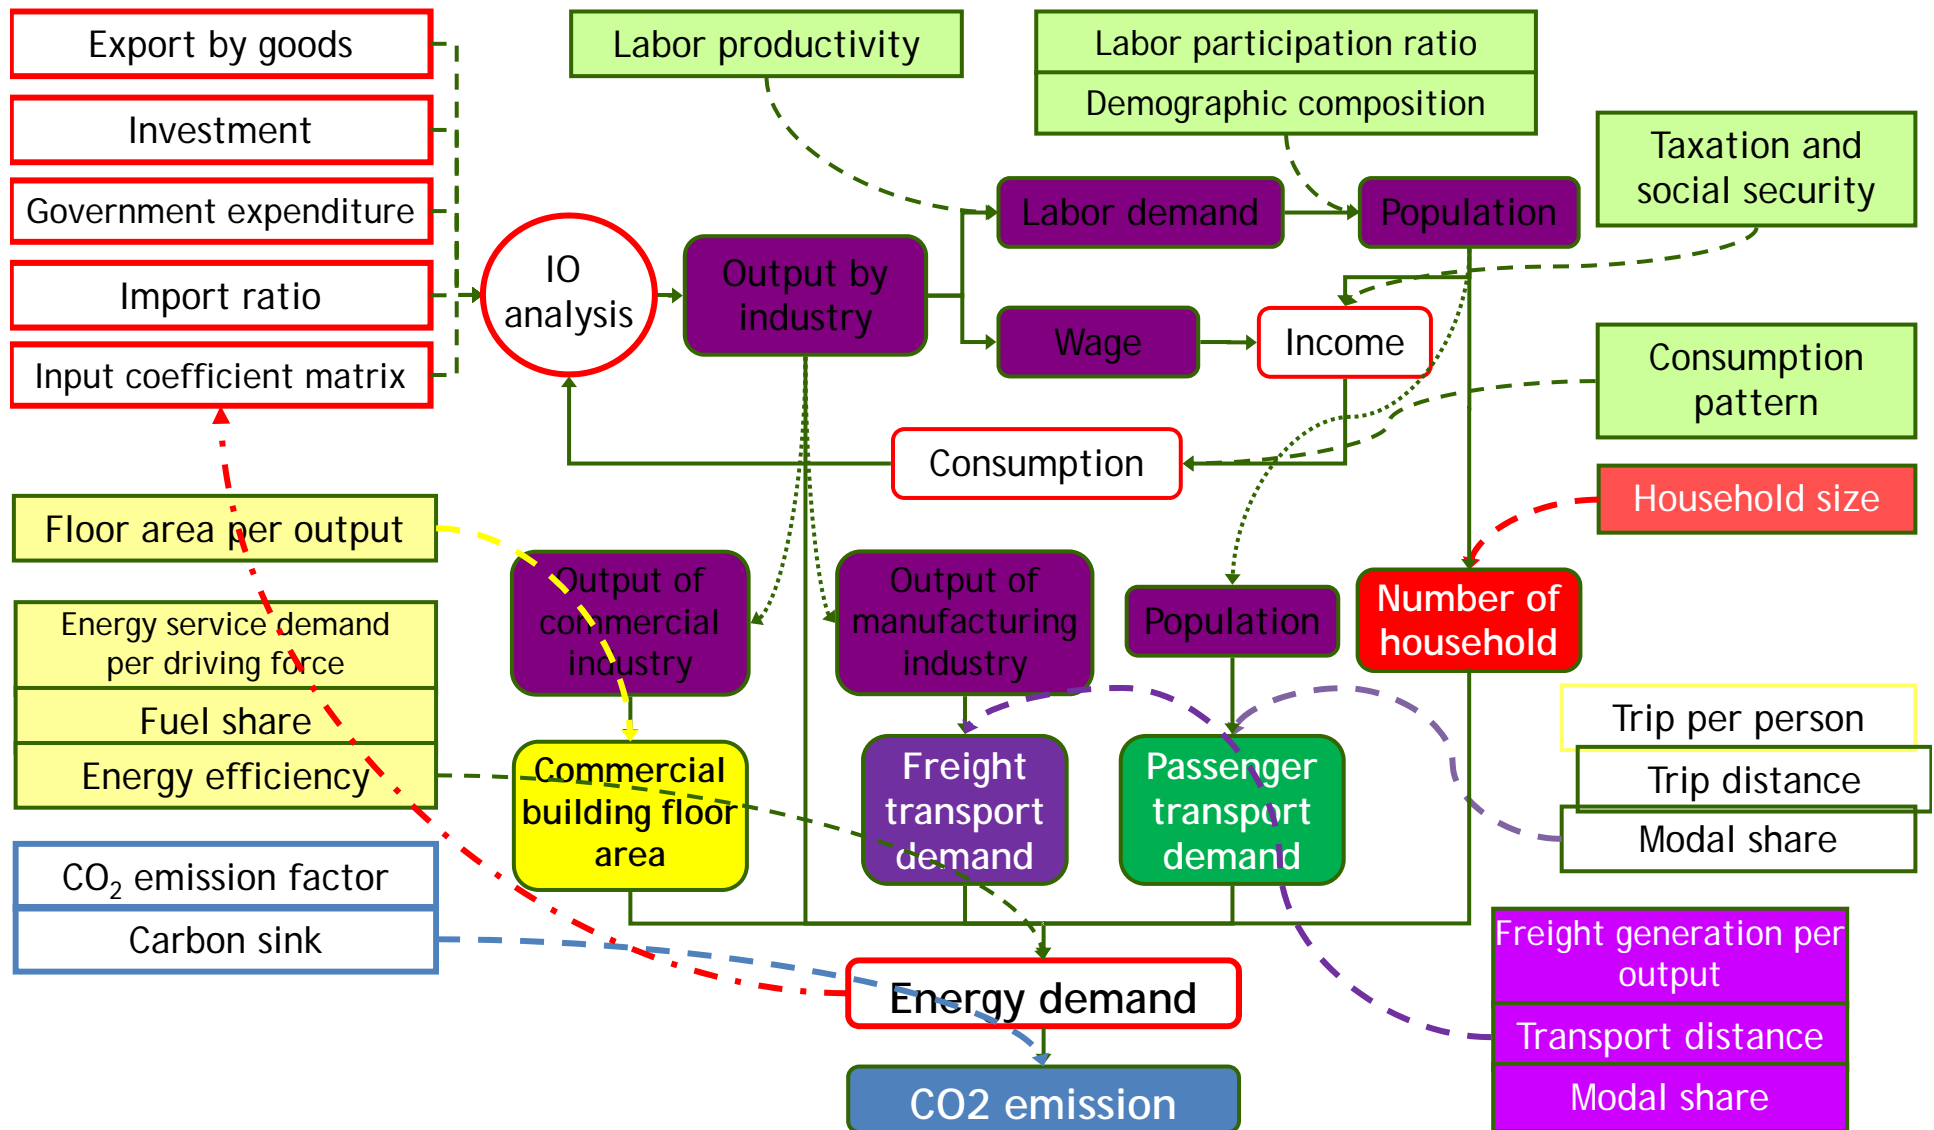 Export by goods
Investment
Government expenditure
Import ratio
Input coefficient matrix
Labor productivity
Labor participation ratio
Demographic composition
Taxation and
social security
Labor demand
Population
IO
analysis
Output by
industry
Wage
Income
Consumption
pattern
Consumption
Household size
Floor area per output
Output of
commercial
industry
Output of
manufacturing
industry
Population
Number of
household
Energy service demand
per driving force
Fuel share
Energy efficiency
Commercial
building floor
area
Freight
transport
demand
Passenger
transport
demand
Trip per person
Trip distance
Modal share
CO₂ emission factor
Carbon sink
Freight generation per
output
Transport distance
Modal share
Energy demand
CO2 emission